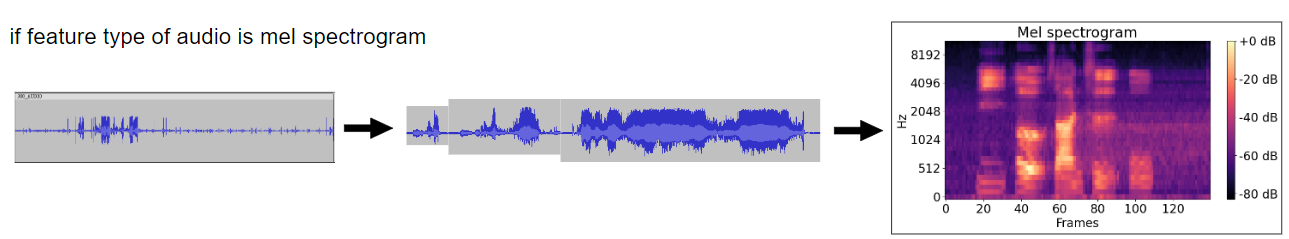 if feature type of audio is mel spectrogram
Mel spectrogram
Hz
8192
4096
2048
1024
512
0
0 20 40 60 80 100 120
Frames
+0 dB
-20 dB
-40 dB
-60 dB
-80 dB